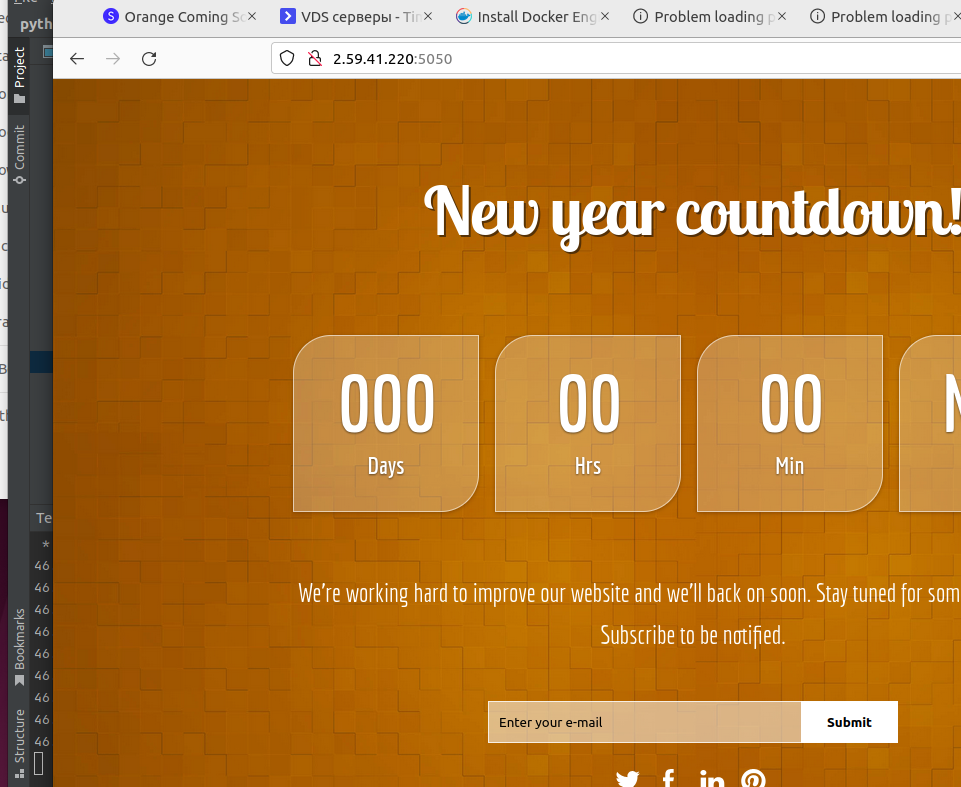 pyth
Orange Coming So
VDS серверы - Tim
Install Docker Eng
Problem loading p
Problem loading p
2.59.41.220:5050
Project
Commit
New year countdown!
000
00
00
Days
Hrs
Min
We're working hard to improve our website and we'll back on soon. Stay tuned for som
Subscribe to be notified.
Enter your e-mail
Submit
Te
*
46
46
46
46
46
46
46
46
46
Bookmarks
Structure